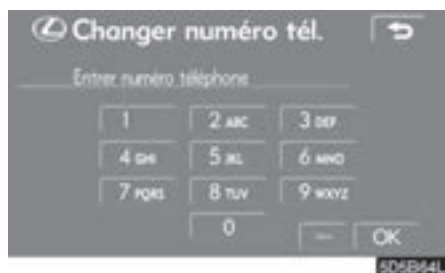 Changer numéro tél.
Entrer numéro téléphone
1 2 ABC 3 DEF
4 GHI 5 JKL 6 MNO
7 PQRS 8 TUV 9 WXYZ
0 — OK